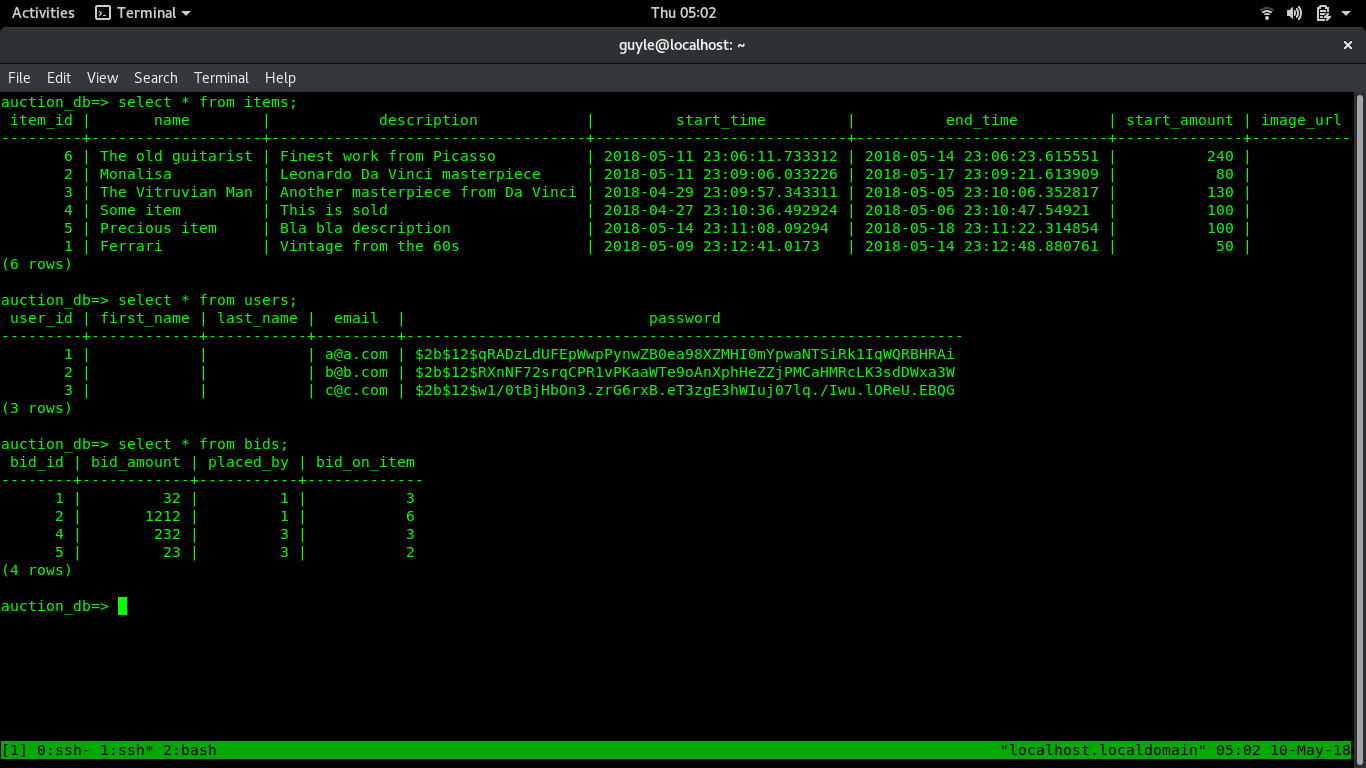 Activities Terminal Thu 05:02
guyle@localhost: ~ ×
File Edit View Search Terminal Help
auction_db=> select * from items;
 item_id |       name        |            description            |         start_time         |          end_time          | start_amount | image_url
---------+-------------------+-----------------------------------+----------------------------+----------------------------+--------------+-----------
       6 | The old guitarist | Finest work from Picasso          | 2018-05-11 23:06:11.733312 | 2018-05-14 23:06:23.615551 |          240 |
       2 | Monalisa          | Leonardo Da Vinci masterpiece     | 2018-05-11 23:09:06.033226 | 2018-05-17 23:09:21.613909 |           80 |
       3 | The Vitruvian Man | Another masterpiece from Da Vinci | 2018-04-29 23:09:57.343311 | 2018-05-05 23:10:06.352817 |          130 |
       4 | Some item         | This is sold                      | 2018-04-27 23:10:36.492924 | 2018-05-06 23:10:47.54921  |          100 |
       5 | Precious item     | Bla bla description               | 2018-05-14 23:11:08.09294  | 2018-05-18 23:11:22.314854 |          100 |
       1 | Ferrari           | Vintage from the 60s              | 2018-05-09 23:12:41.0173   | 2018-05-14 23:12:48.880761 |           50 |
(6 rows)
auction_db=> select * from users;
 user_id | first_name | last_name |  email  |                           password
---------+------------+-----------+---------+--------------------------------------------------------------
       1 |            |           | a@a.com | $2b$12$qRADzLdUFEpWwpPynwZB0ea98XZMHI0mYpwaNTSiRk1IqWQRBHRAi
       2 |            |           | b@b.com | $2b$12$RXnNF72srqCPR1vPKaaWTe9oAnXphHeZZjPMCaHMRcLK3sdDWxa3W
       3 |            |           | c@c.com | $2b$12$w1/0tBjHbOn3.zrG6rxB.eT3zgE3hWIuj07lq./Iwu.lOReU.EBQG
(3 rows)
auction_db=> select * from bids;
 bid_id | bid_amount | placed_by | bid_on_item
--------+------------+-----------+-------------
      1 |         32 |         1 |           3
      2 |       1212 |         1 |           6
      4 |        232 |         3 |           3
      5 |         23 |         3 |           2
(4 rows)
auction_db=>
[1] 0:ssh- 1:ssh* 2:bash "localhost.localdomain" 05:02 10-May-18